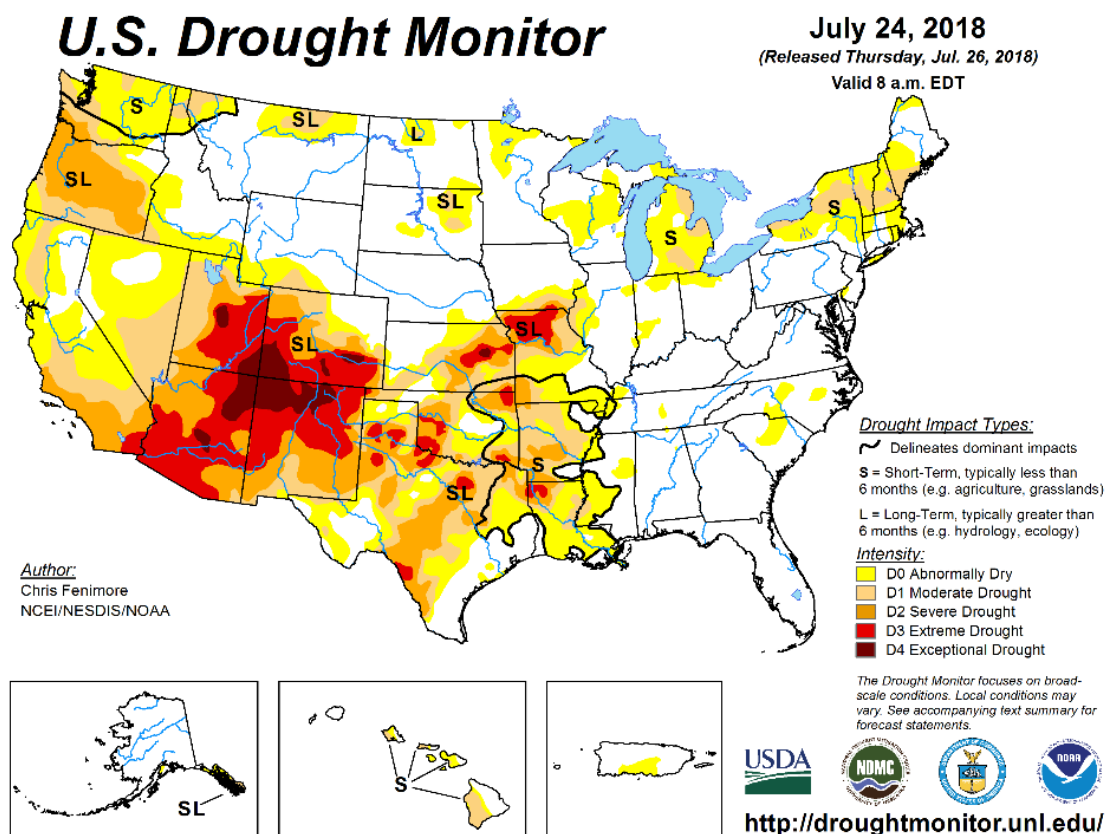 U.S. Drought Monitor
July 24, 2018
(Released Thursday, Jul. 26, 2018)
Valid 8 a.m. EDT
S
SL
L
SL
SL
S
S
SL
SL
SL
S
SL
Drought Impact Types:
Delineates dominant impacts
S = Short-Term, typically less than
6 months (e.g. agriculture, grasslands)
L = Long-Term, typically greater than
6 months (e.g. hydrology, ecology)
Intensity:
D0 Abnormally Dry
D1 Moderate Drought
D2 Severe Drought
D3 Extreme Drought
D4 Exceptional Drought
Author:
Chris Fenimore
NCEI/NESDIS/NOAA
The Drought Monitor focuses on broad-
scale conditions. Local conditions may
vary. See accompanying text summary for
forecast statements.
SL
S
USDA
NDMC
NOAA
http://droughtmonitor.unl.edu/